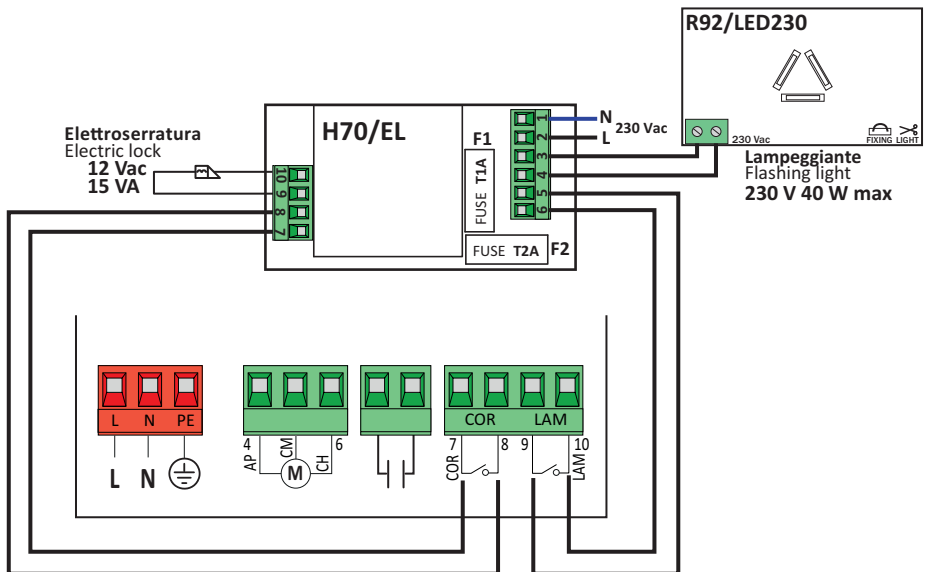 R92/LED230
230 Vac
FIXING LIGHT
Lampeggiante
Flashing light
230 V 40 W max
H70/EL
F1
FUSE T1A
FUSE T2A F2
1
2
3
4
5
6
N
230 Vac
L
Elettroserratura
Electric lock
12 Vac
15 VA
10
9
8
7
L N PE
L N
4 6
AP CM CH
M
COR LAM
7 8 9 10
COR LAM